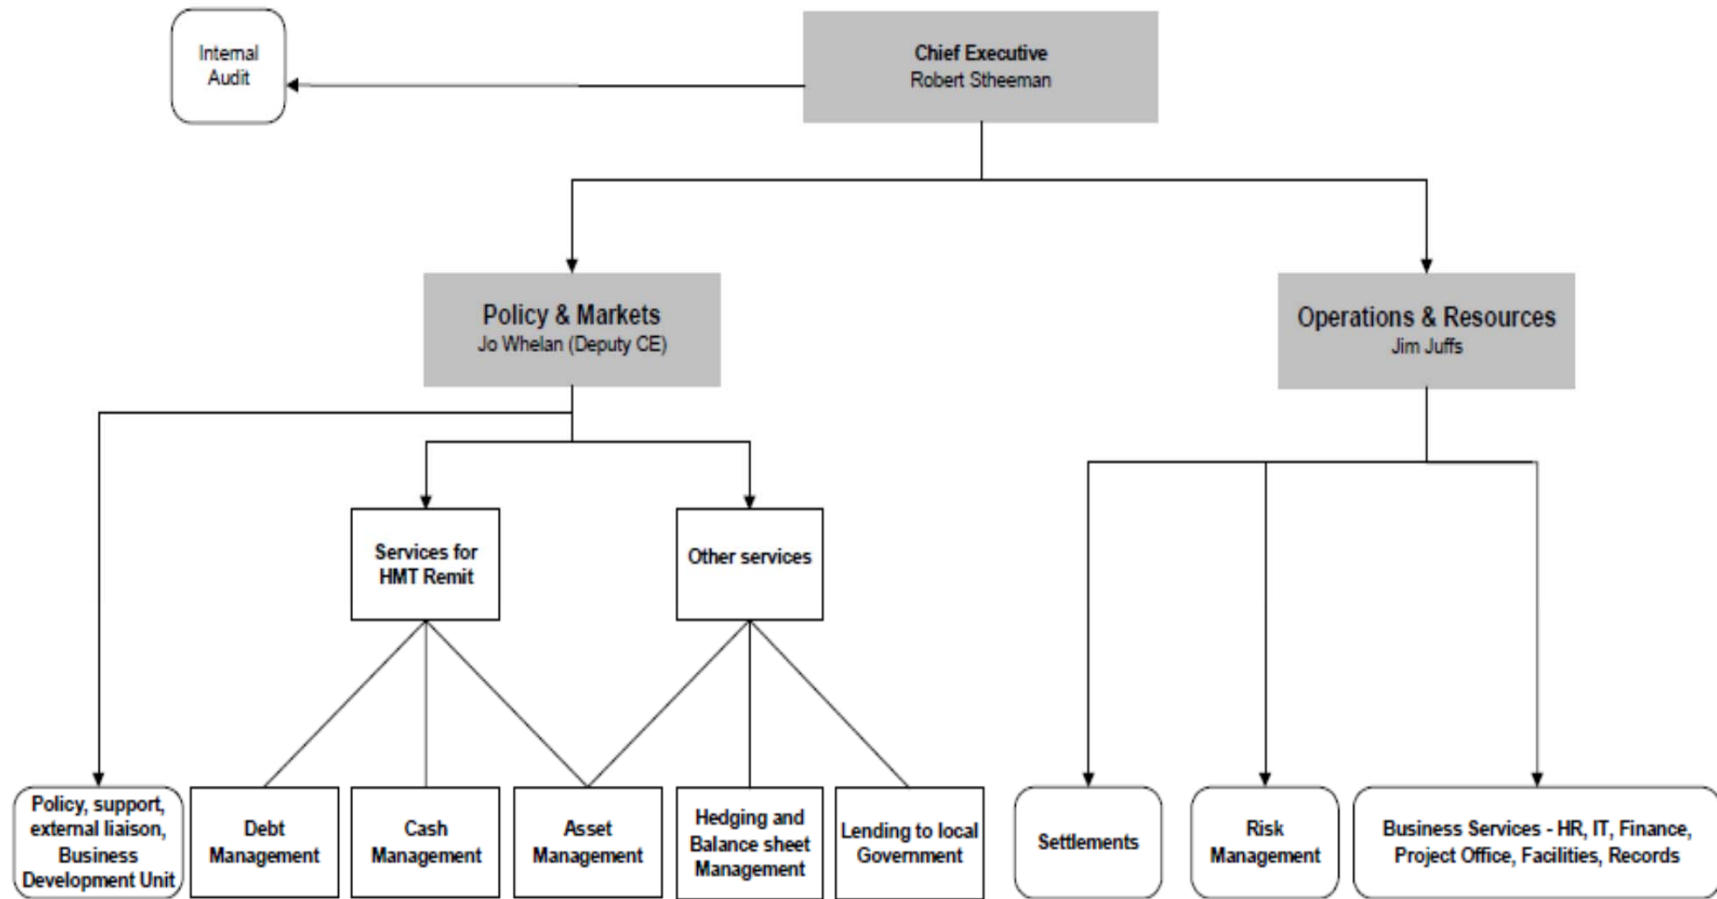 Internal
Audit
Chief Executive
Robert Stheeman
Policy & Markets
Jo Whelan (Deputy CE)
Operations & Resources
Jim Juffs
Services for
HMT Remit
Other services
Policy, support,
external liaison,
Business
Development Unit
Debt
Management
Cash
Management
Asset
Management
Hedging and
Balance sheet
Management
Lending to local
Government
Settlements
Risk
Management
Business Services - HR, IT, Finance,
Project Office, Facilities, Records